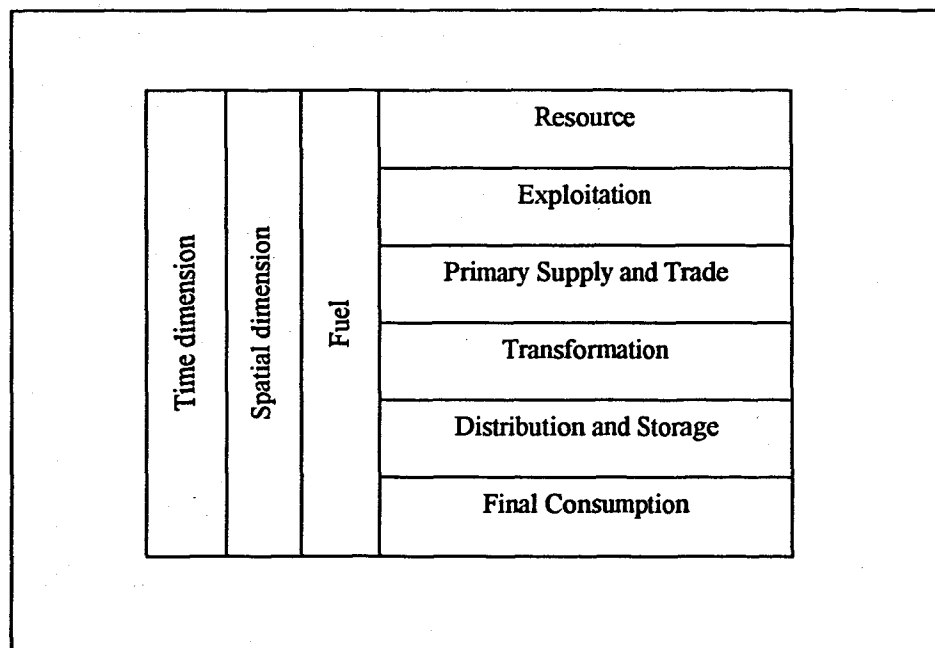 Time dimension
Spatial dimension
Fuel
Resource
Exploitation
Primary Supply and Trade
Transformation
Distribution and Storage
Final Consumption